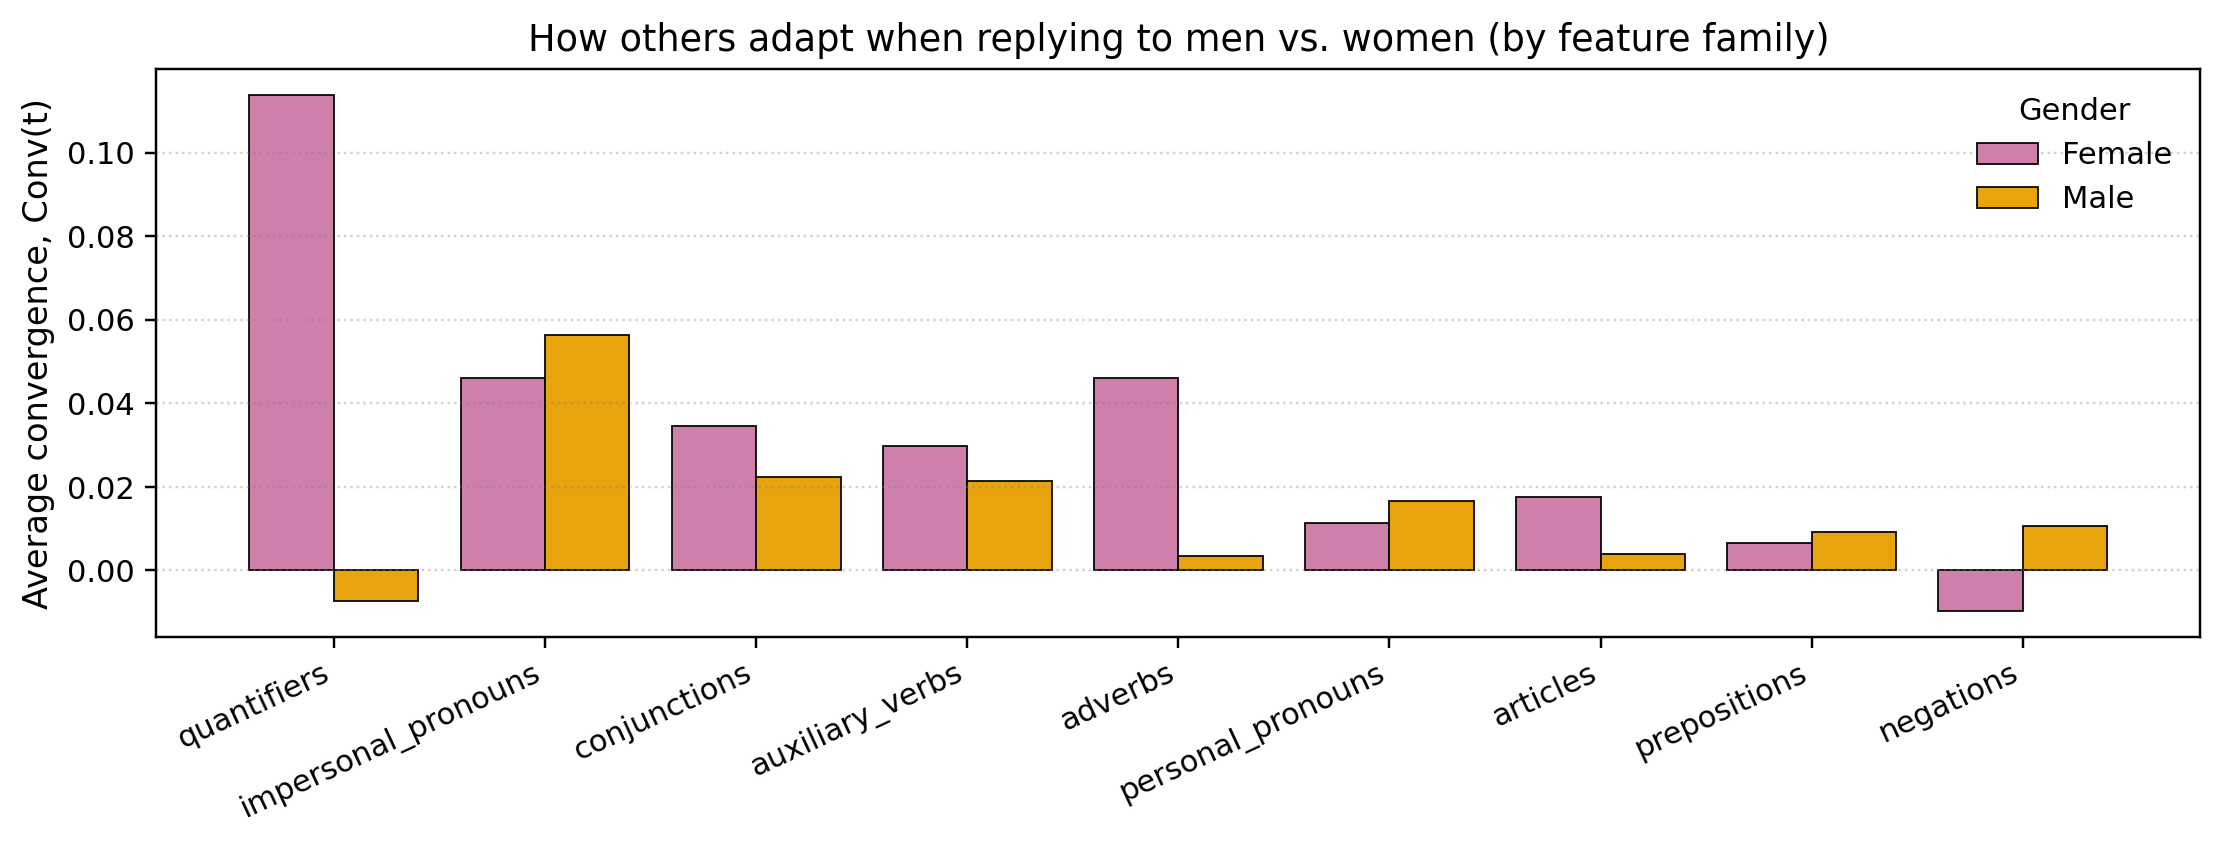 How others adapt when replying to men vs. women (by feature family)
Average convergence, Conv(t)
0.10
0.08
0.06
0.04
0.02
0.00
Gender
Female
Male
quantifiers
impersonal_pronouns
conjunctions
auxiliary_verbs
adverbs
personal_pronouns
articles
prepositions
negations